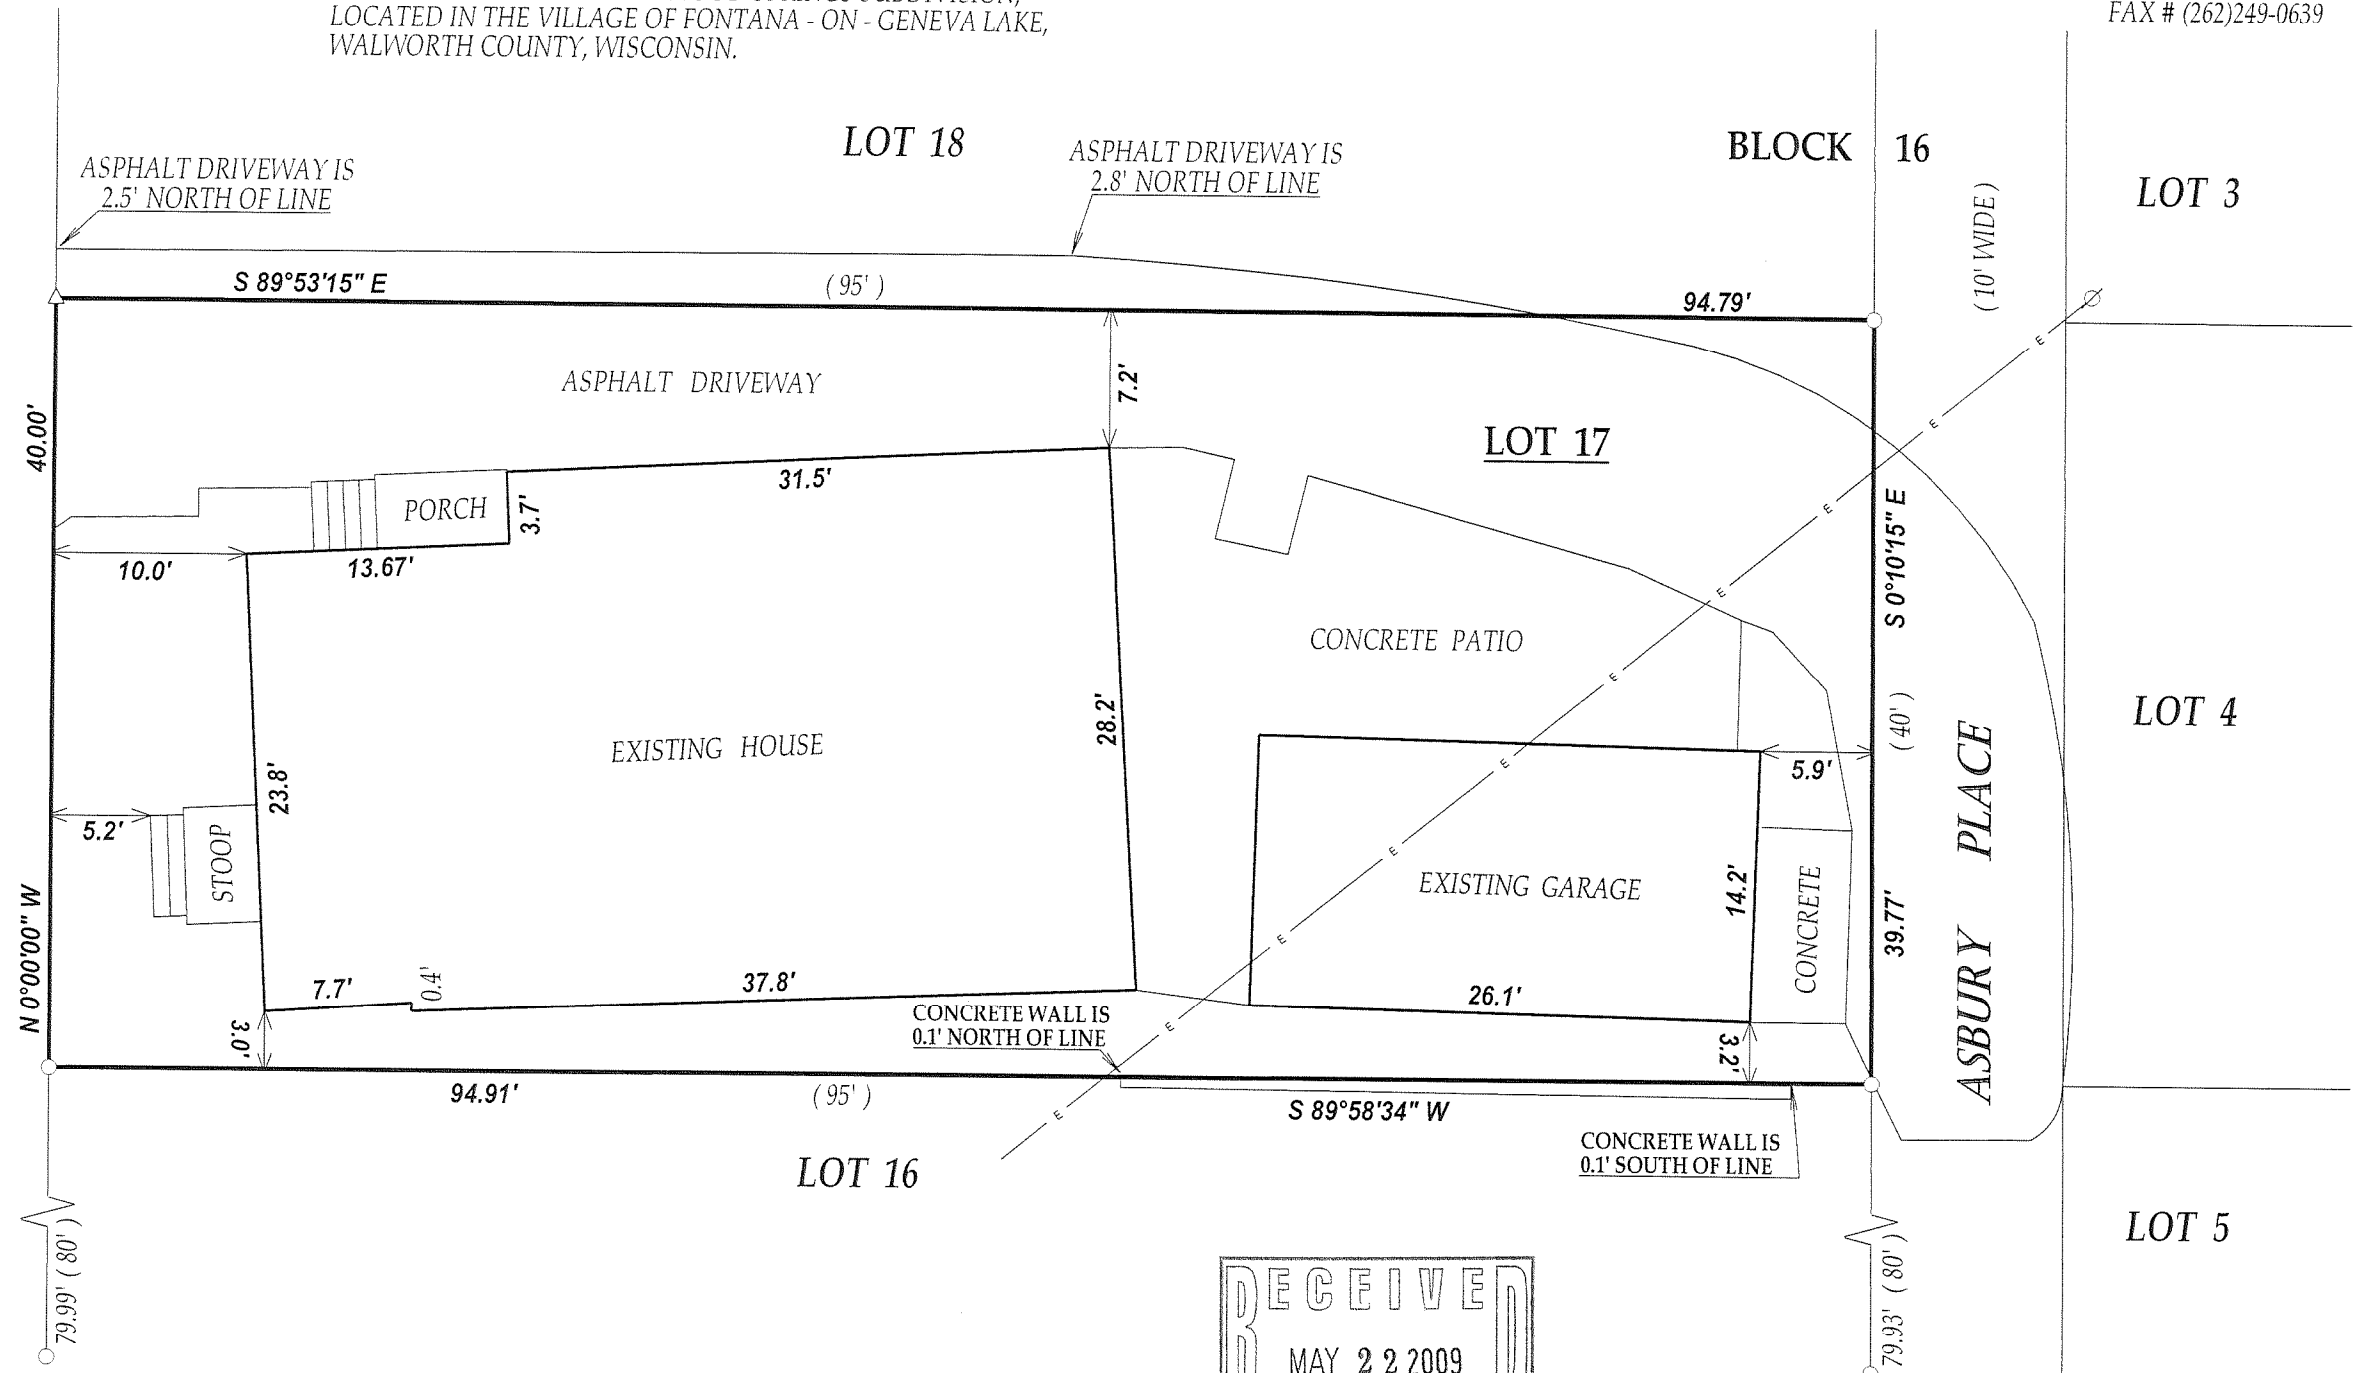 LOCATED IN THE VILLAGE OF FONTANA - ON - GENEVA LAKE,
WALWORTH COUNTY, WISCONSIN.
FAX # (262)249-0639
LOT 18
BLOCK 16
ASPHALT DRIVEWAY IS
2.5' NORTH OF LINE
ASPHALT DRIVEWAY IS
2.8' NORTH OF LINE
(10' WIDE)
LOT 3
S 89°53'15" E
(95')
94.79'
ASPHALT DRIVEWAY
7.2'
40.00'
LOT 17
31.5'
PORCH
3.7'
10.0'
13.67'
S 0°10'15" E
E
E
E
E
E
E
E
E
E
E
CONCRETE PATIO
(40')
LOT 4
28.2'
EXISTING HOUSE
23.8'
5.9'
5.2'
STOOP
ASBURY PLACE
EXISTING GARAGE
14.2'
CONCRETE
39.77'
N 0°00'00" W
7.7'
0.4'
37.8'
26.1'
3.0'
CONCRETE WALL IS
0.1' NORTH OF LINE
3.2'
94.91'
(95')
S 89°58'34" W
CONCRETE WALL IS
0.1' SOUTH OF LINE
LOT 16
LOT 5
79.99' (80')
79.93' (80')
RECEIVED
MAY 22 2009